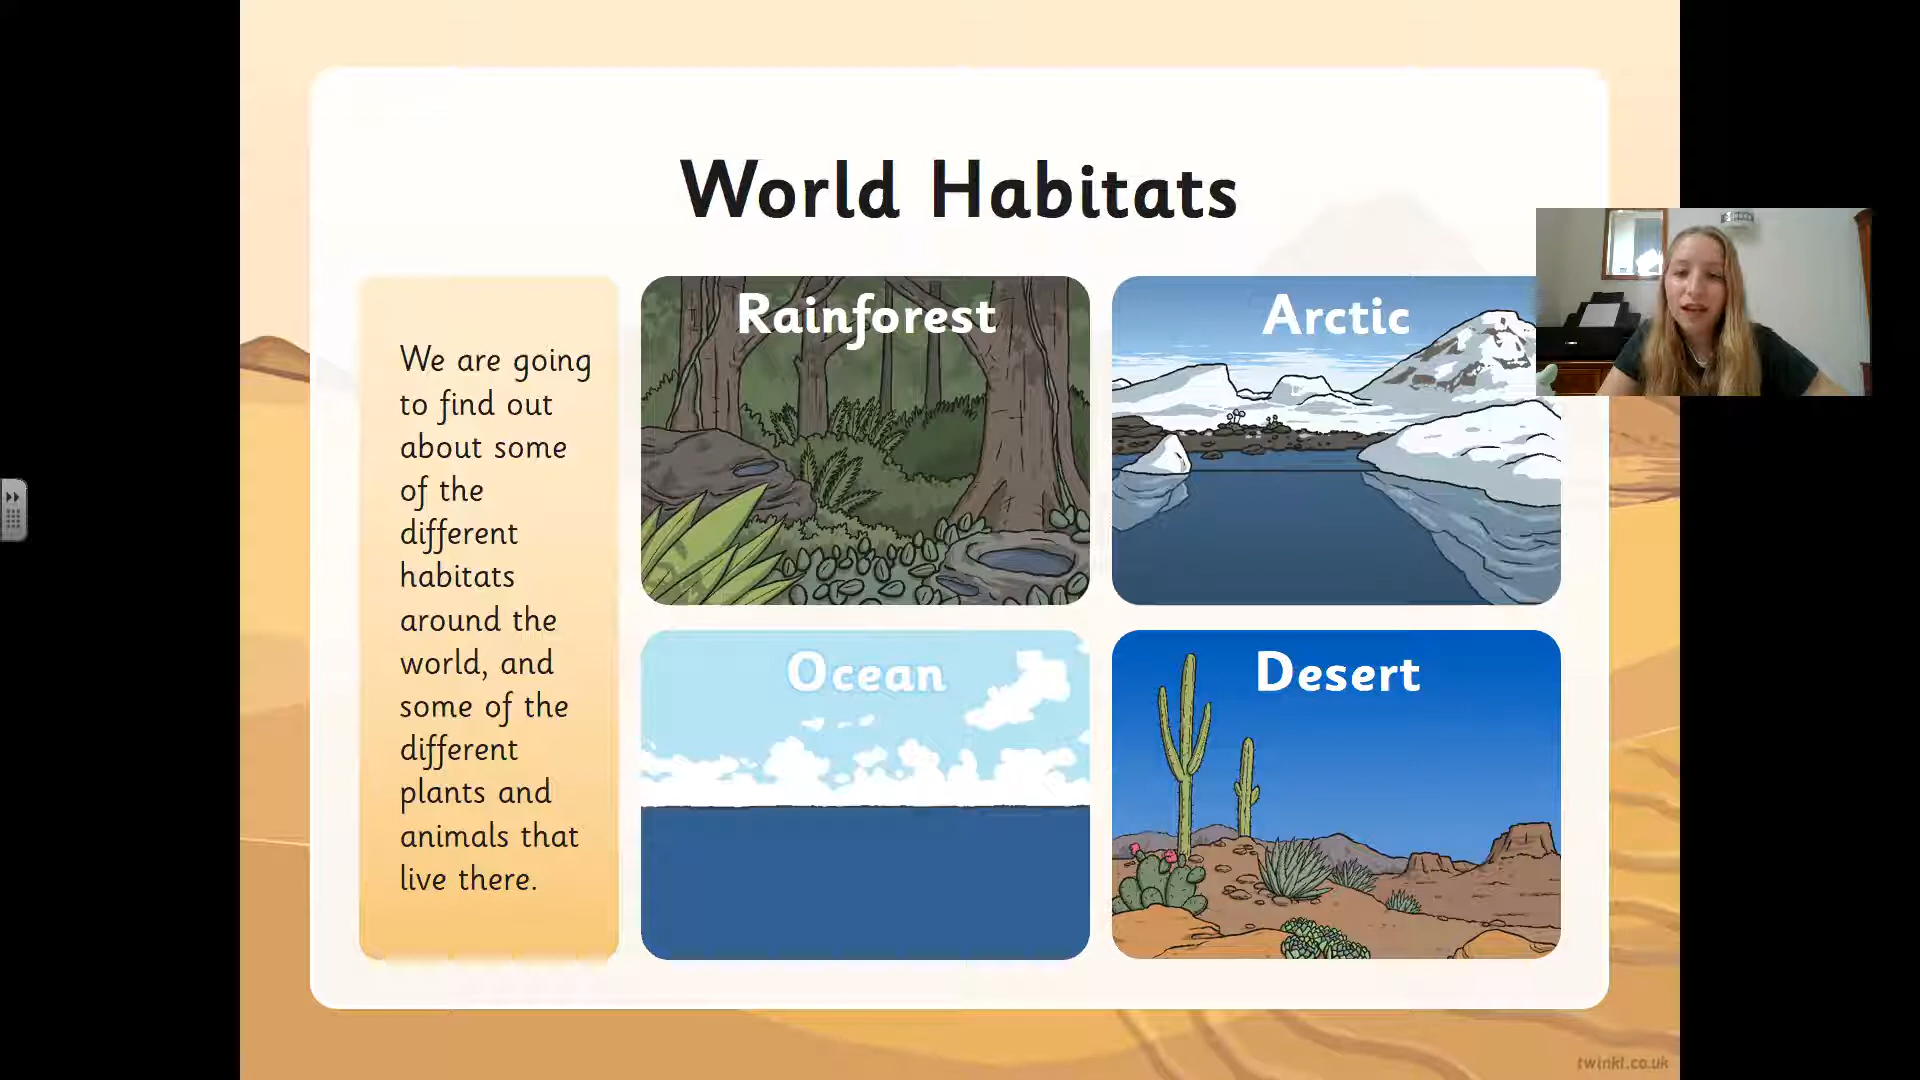 World Habitats
We are going
to find out
about some
of the
different
habitats
around the
world, and
some of the
different
plants and
animals that
live there.
Rainforest
Arctic
Ocean
Desert
twinkl.co.uk